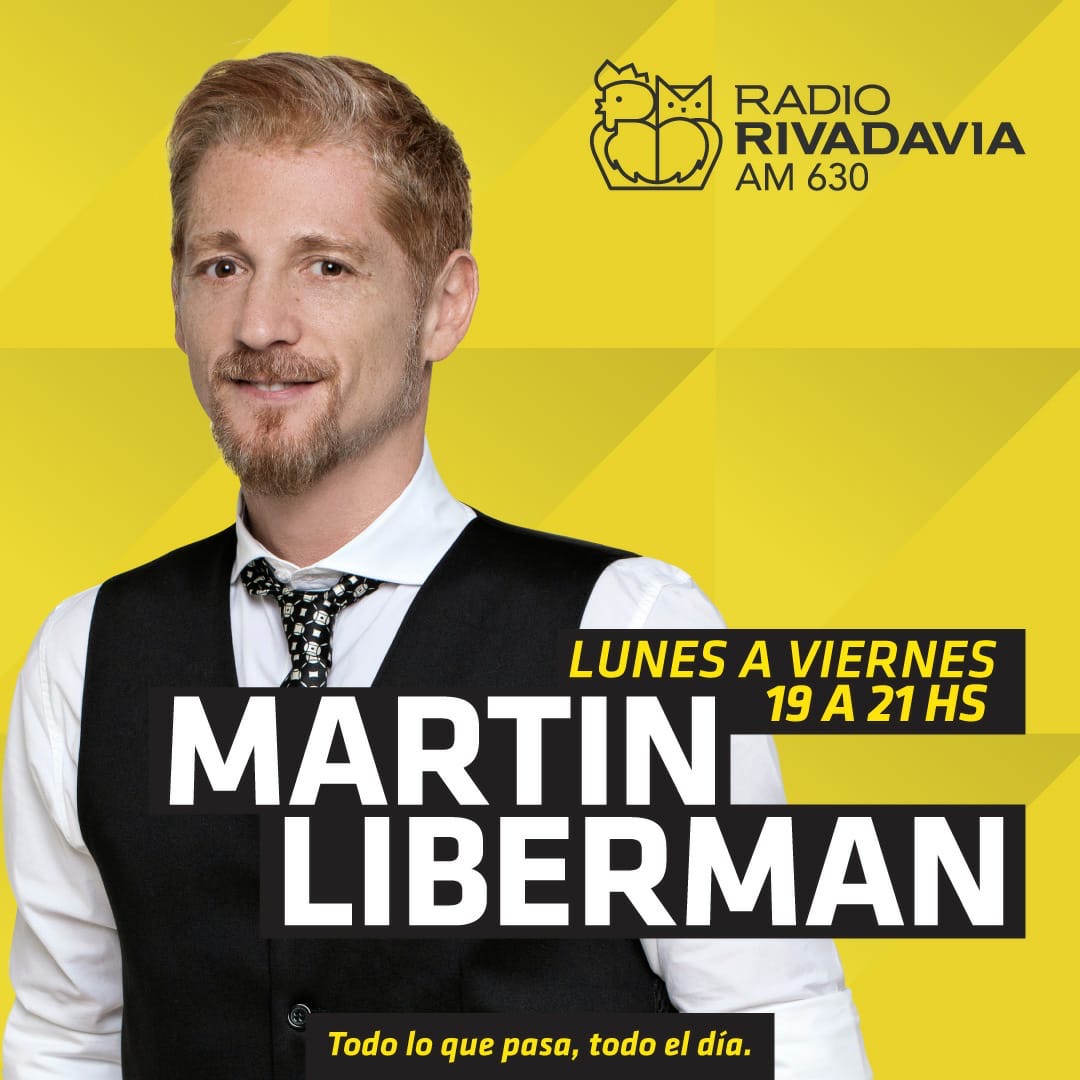 RADIO
RIVADAVIA
AM 630
LUNES A VIERNES
19 A 21 HS
MARTIN
LIBERMAN
Todo lo que pasa, todo el día.